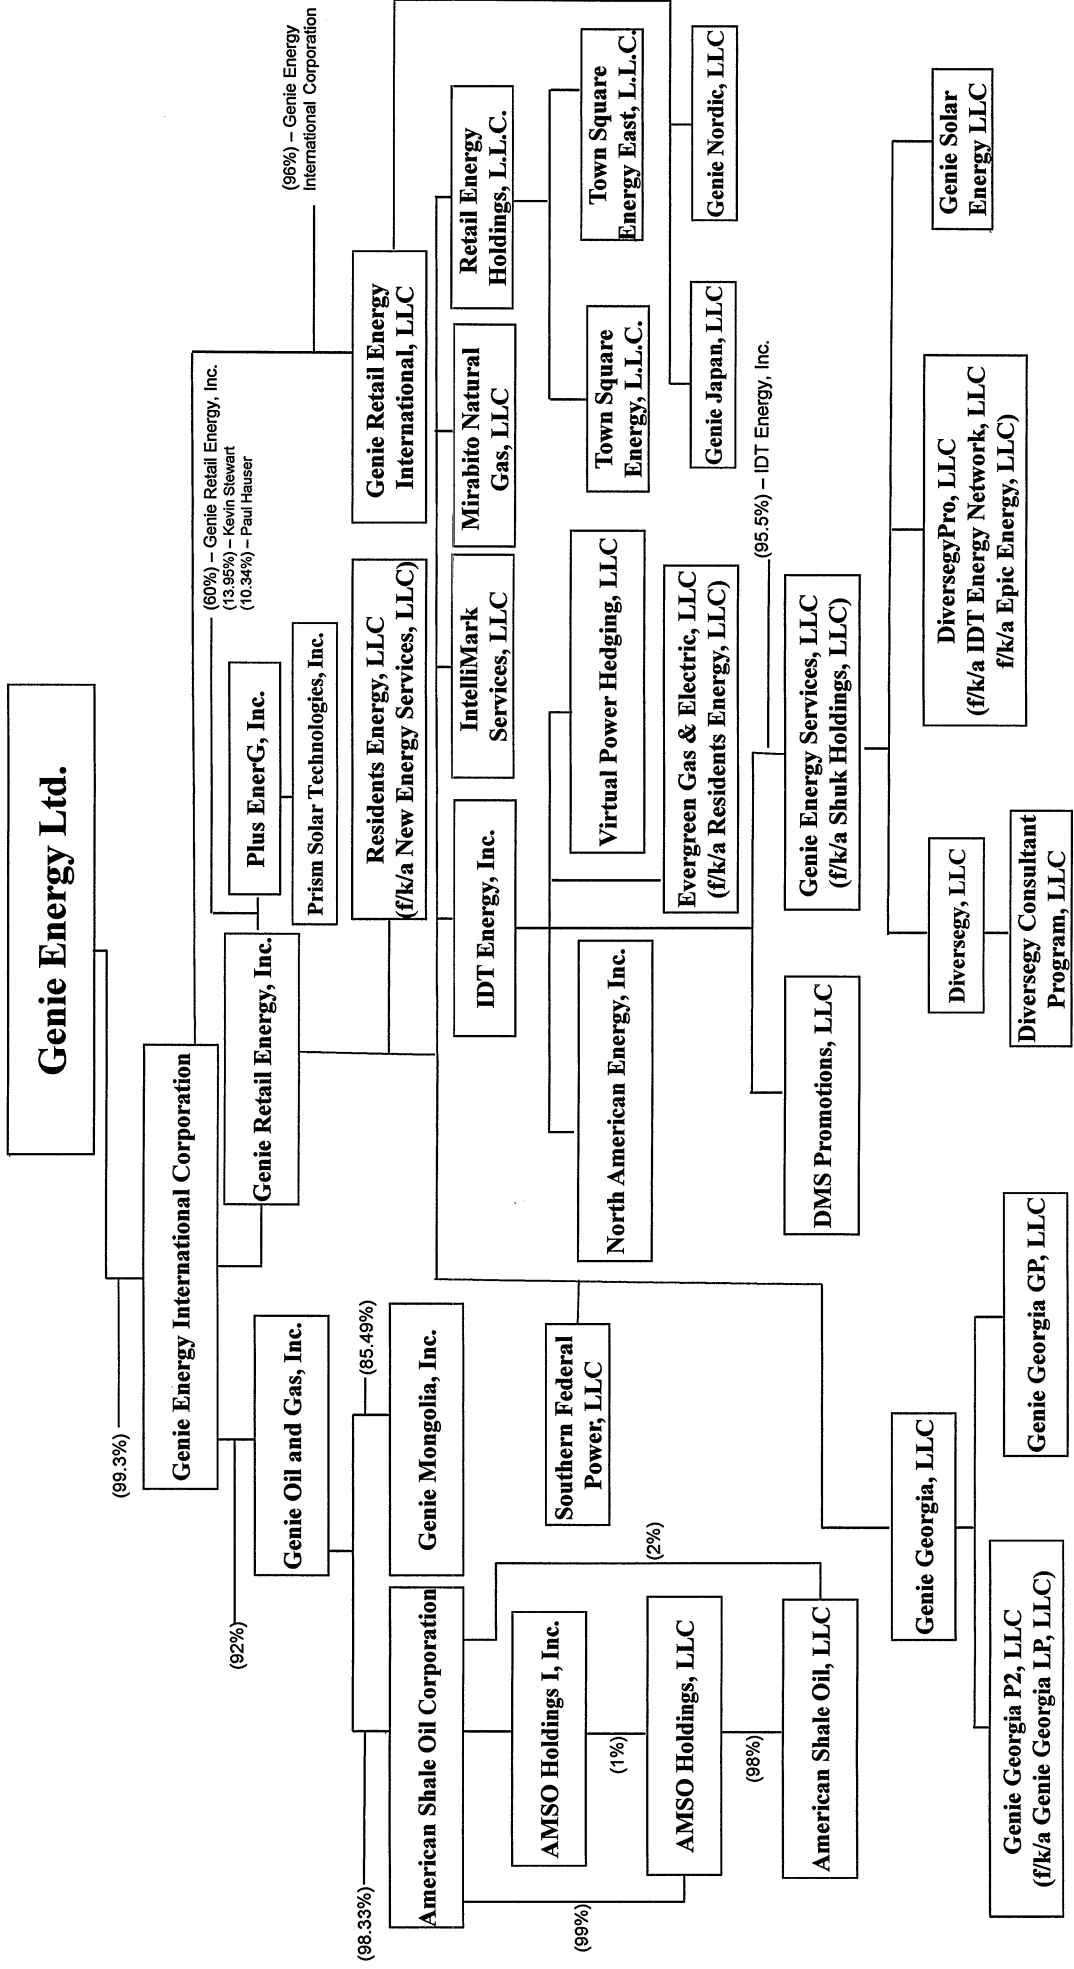 Genie Energy Ltd.
(99.3%)
Genie Energy International Corporation
(92%)
Genie Oil and Gas, Inc.
Genie Retail Energy, Inc.
(60%) – Genie Retail Energy, Inc.
(13.95%) – Kevin Stewart
(10.34%) – Paul Hauser
Plus EnerG, Inc.
Prism Solar Technologies, Inc.
(96%) – Genie Energy
International Corporation
(98.33%)
(85.49%)
American Shale Oil Corporation
Genie Mongolia, Inc.
Residents Energy, LLC
(f/k/a New Energy Services, LLC)
Genie Retail Energy
International, LLC
IDT Energy, Inc.
IntelliMark
Services, LLC
Mirabito Natural
Gas, LLC
Retail Energy
Holdings, L.L.C.
AMSO Holdings I, Inc.
(99%)
(1%)
(2%)
Southern Federal
Power, LLC
North American Energy, Inc.
Virtual Power Hedging, LLC
Town Square
Energy, L.L.C.
Town Square
Energy East, L.L.C.
AMSO Holdings, LLC
Evergreen Gas & Electric, LLC
(f/k/a Residents Energy, LLC)
Genie Japan, LLC
Genie Nordic, LLC
(98%)
(95.5%) – IDT Energy, Inc.
American Shale Oil, LLC
DMS Promotions, LLC
Genie Energy Services, LLC
(f/k/a Shuk Holdings, LLC)
Genie Georgia, LLC
Diversegy, LLC
DiversegyPro, LLC
(f/k/a IDT Energy Network, LLC
f/k/a Epic Energy, LLC)
Genie Solar
Energy LLC
Genie Georgia P2, LLC
(f/k/a Genie Georgia LP, LLC)
Genie Georgia GP, LLC
Diversegy Consultant
Program, LLC